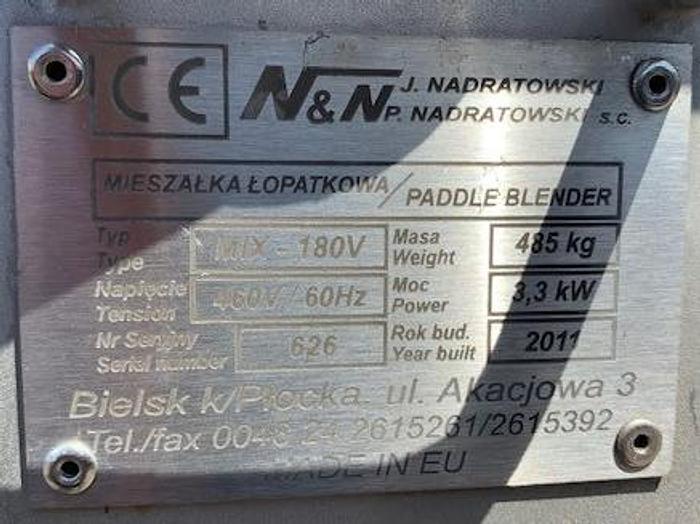 CE N&N J. NADRATOWSKI
P. NADRATOWSKI s.c.
MIESZAŁKA ŁOPATKOWA / PADDLE BLENDER
Typ
Type MIX - 180V Masa
Weight 485 kg
Napięcie
Tension 460V / 60Hz Moc
Power 3,3 kW
Nr Seryjny
Serial number 626 Rok bud.
Year built 2011
Bielsk k/Płocka. ul. Akacjowa 3
Tel./fax 0048 24 2615261/2615392
MADE IN EU